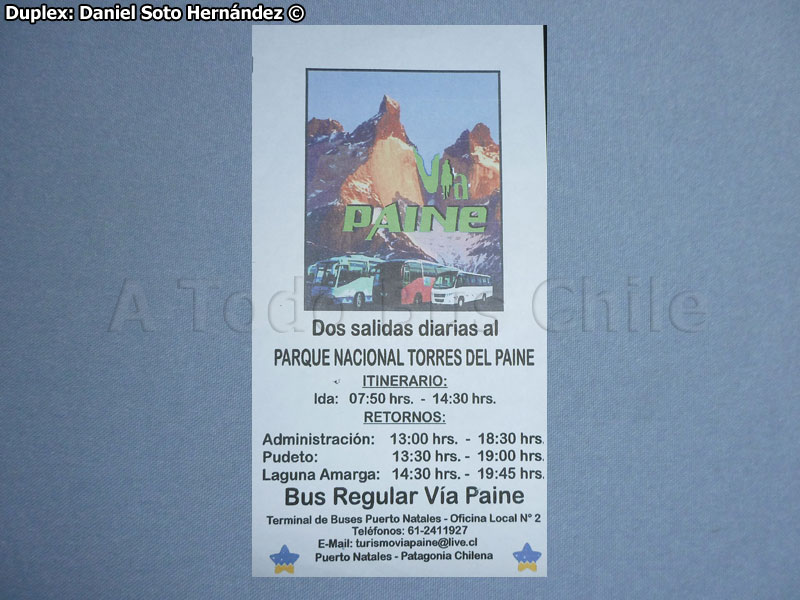 Duplex: Daniel Soto Hernández ©
Vía
PAINE
A Todo Bus Chile
Dos salidas diarias al
PARQUE NACIONAL TORRES DEL PAINE
ITINERARIO:
Ida: 07:50 hrs. - 14:30 hrs.
RETORNOS:
Administración: 13:00 hrs. - 18:30 hrs.
Pudeto: 13:30 hrs. - 19:00 hrs.
Laguna Amarga: 14:30 hrs. - 19:45 hrs.
Bus Regular Vía Paine
Terminal de Buses Puerto Natales - Oficina Local N° 2
Teléfonos: 61-2411927
E-Mail: turismoviapaine@live.cl
Puerto Natales - Patagonia Chilena